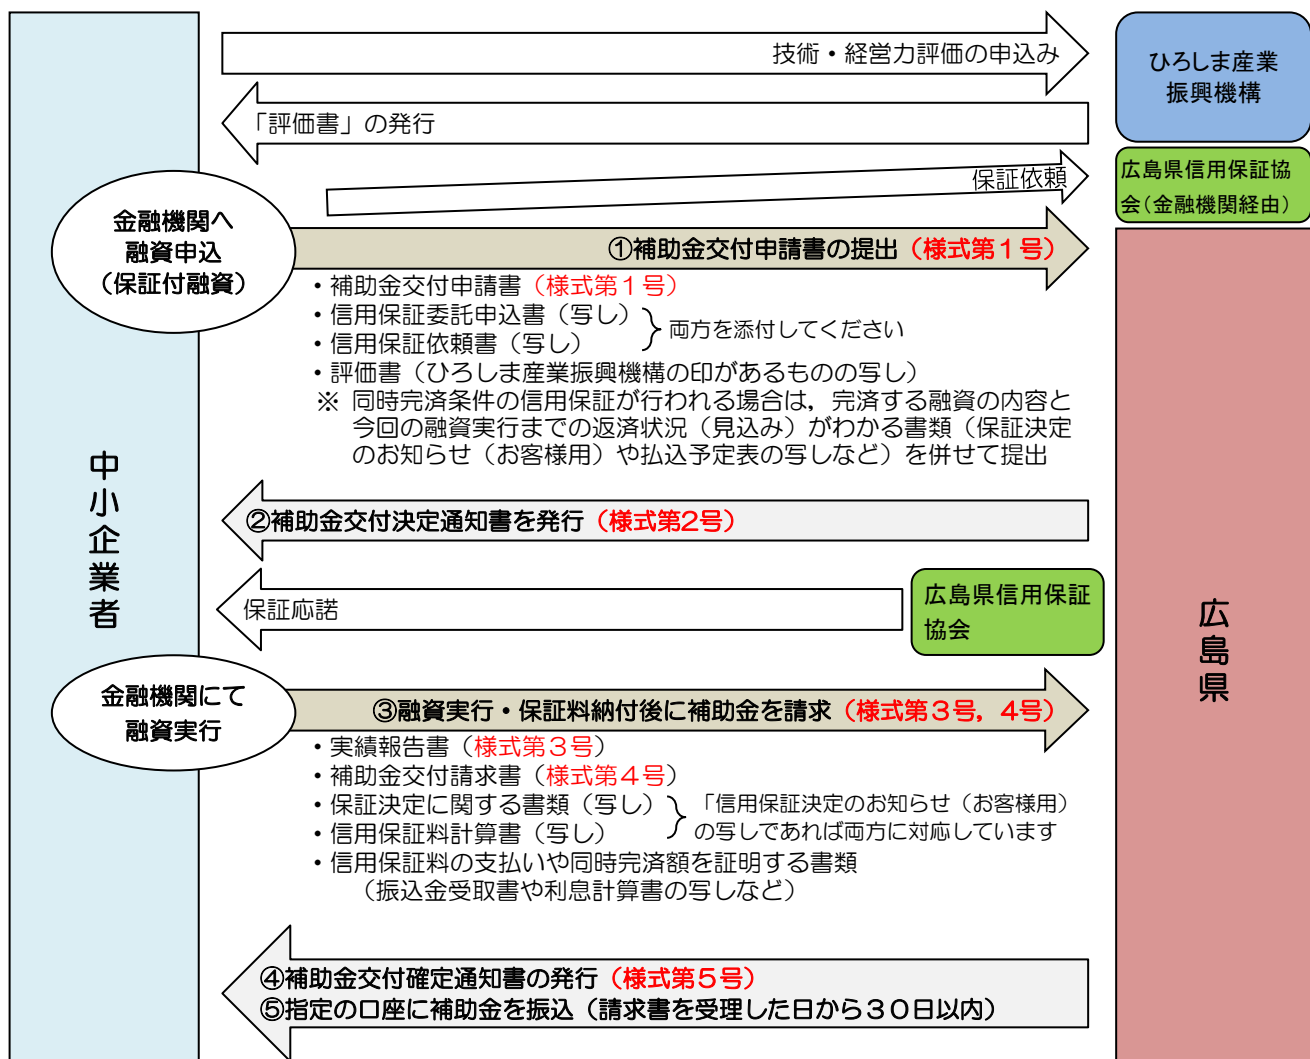 技術・経営力評価の申込み
ひろしま産業
振興機構
「評価書」の発行
保証依頼
広島県信用保証協
会（金融機関経由）
金融機関へ
融資申込
（保証付融資）
①補助金交付申請書の提出（様式第１号）
・補助金交付申請書（様式第１号）
・信用保証委託申込書（写し）
・信用保証依頼書（写し）
両方を添付してください
・評価書（ひろしま産業振興機構の印があるものの写し）
※ 同時完済条件の信用保証が行われる場合は，完済する融資の内容と
今回の融資実行までの返済状況（見込み）がわかる書類（保証決定
のお知らせ（お客様用）や払込予定表の写しなど）を併せて提出
中小企業者
②補助金交付決定通知書を発行（様式第2号）
保証応諾
広島県信用保証
協会
広島県
金融機関にて
融資実行
③融資実行・保証料納付後に補助金を請求（様式第３号，４号）
・実績報告書（様式第３号）
・補助金交付請求書（様式第４号）
・保証決定に関する書類（写し）
・信用保証料計算書（写し）
「信用保証決定のお知らせ（お客様用）
の写しであれば両方に対応しています
・信用保証料の支払いや同時完済額を証明する書類
（振込金受取書や利息計算書の写しなど）
④補助金交付確定通知書の発行（様式第５号）
⑤指定の口座に補助金を振込（請求書を受理した日から３０日以内）